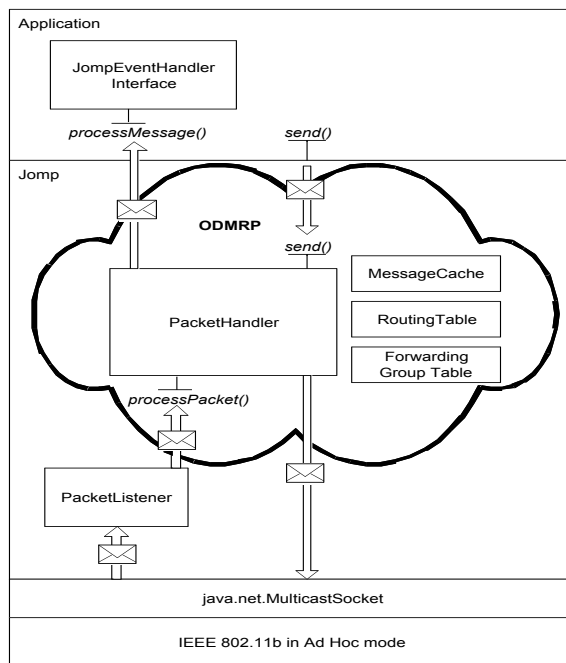 Application
JompEventHandler
Interface
processMessage()
send()
Jomp
ODMRP
send()
MessageCache
PacketHandler
RoutingTable
Forwarding
Group Table
processPacket()
PacketListener
java.net.MulticastSocket
IEEE 802.11b in Ad Hoc mode